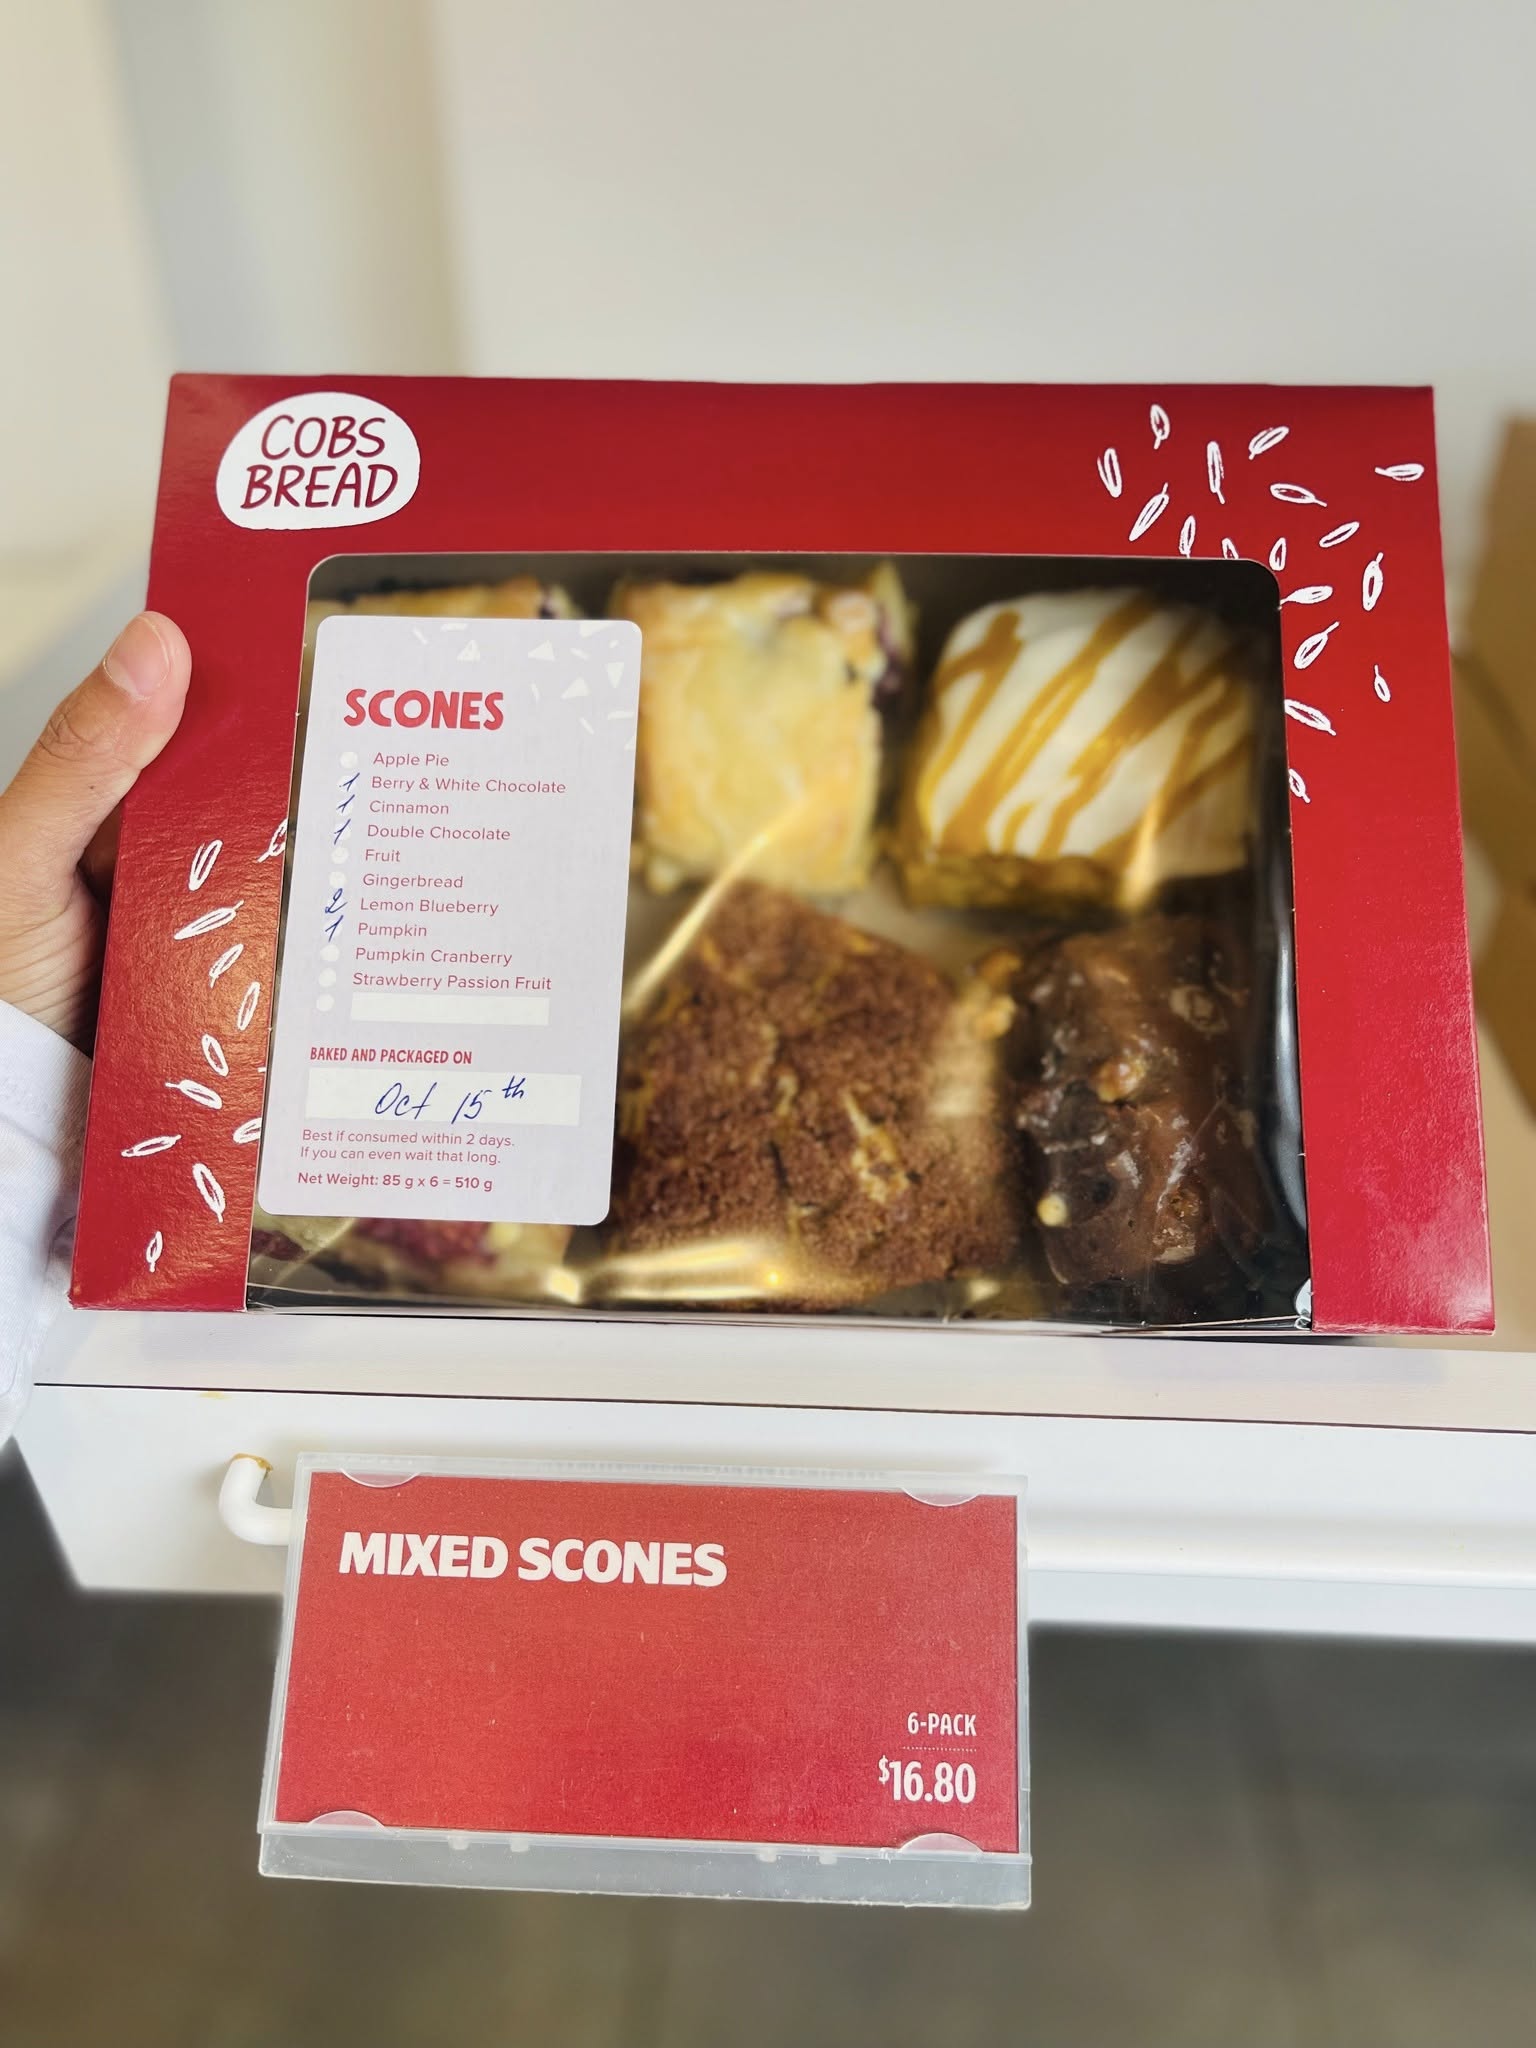 COBS
BREAD
SCONES
Apple Pie
1 Berry & White Chocolate
1 Cinnamon
1 Double Chocolate
Fruit
Gingerbread
2 Lemon Blueberry
1 Pumpkin
Pumpkin Cranberry
Strawberry Passion Fruit
BAKED AND PACKAGED ON
Oct 15th
Best if consumed within 2 days.
If you can even wait that long.
Net Weight: 85 g x 6 = 510 g
MIXED SCONES
6-PACK
$16.80